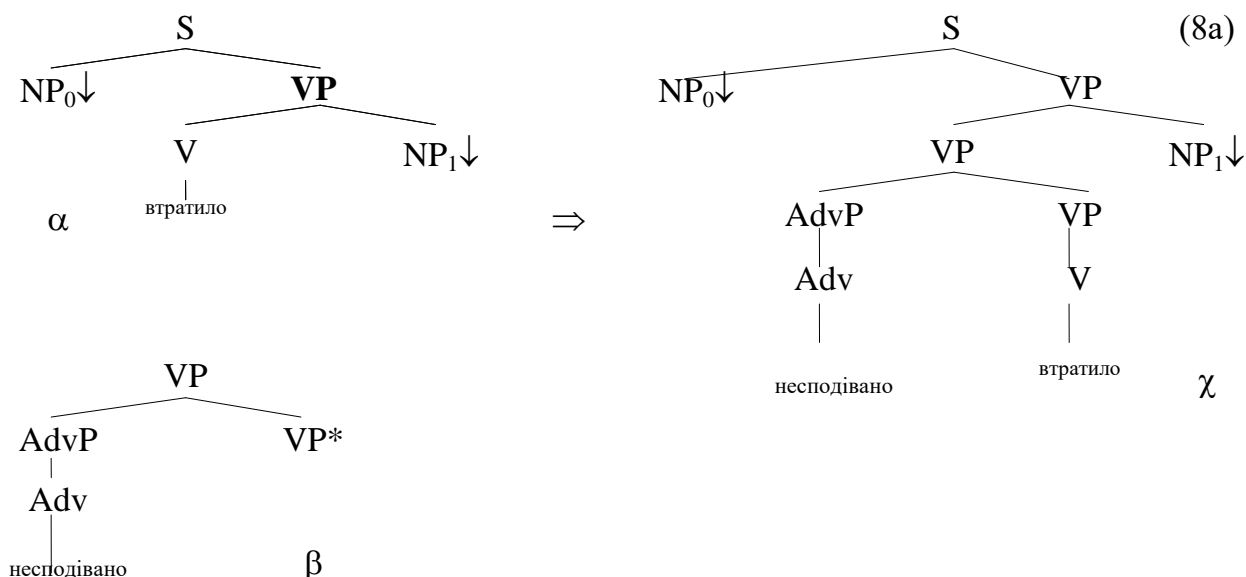 S S (8a)
NP₀↓ VP NP₀↓ VP
V NP₁↓ VP NP₁↓
втратило
α ⇒ AdvP VP
Adv V
VP несподівано втратило χ
AdvP VP*
Adv
несподівано β